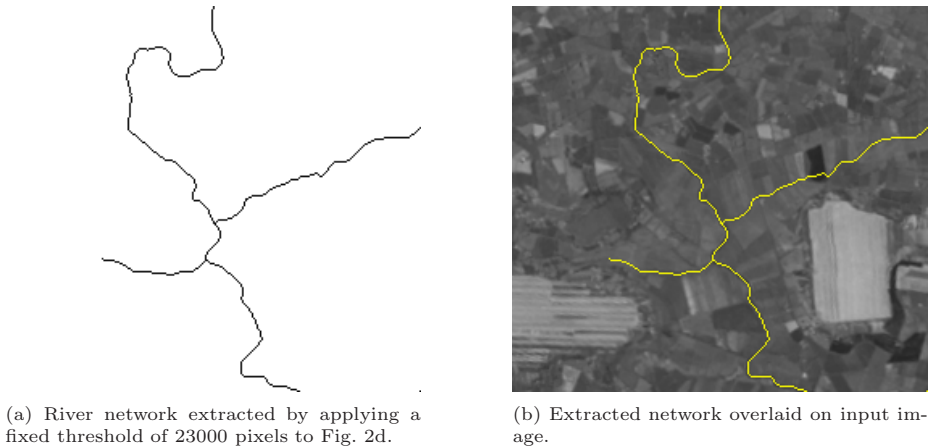 (a) River network extracted by applying a
fixed threshold of 23000 pixels to Fig. 2d.
(b) Extracted network overlaid on input im-
age.